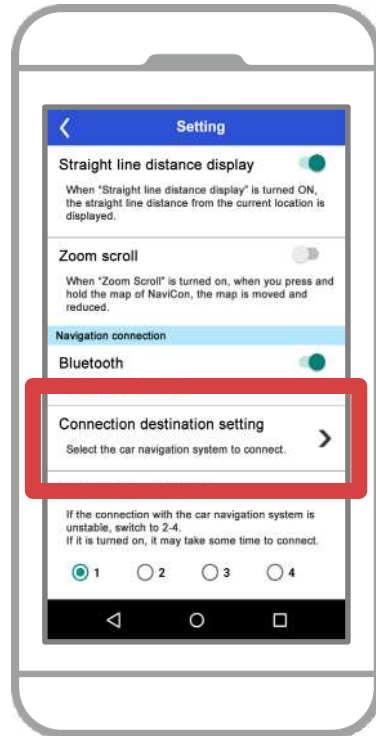 Setting
Straight line distance display
When "Straight line distance display" is turned ON,
the straight line distance from the current location is
displayed.
Zoom scroll
When "Zoom Scroll" is turned on, when you press and
hold the map of NaviCon, the map is moved and
reduced.
Navigation connection
Bluetooth
Connection destination setting
Select the car navigation system to connect.
If the connection with the car navigation system is
unstable, switch to 2-4.
If it is turned on, it may take some time to connect.
1 2 3 4